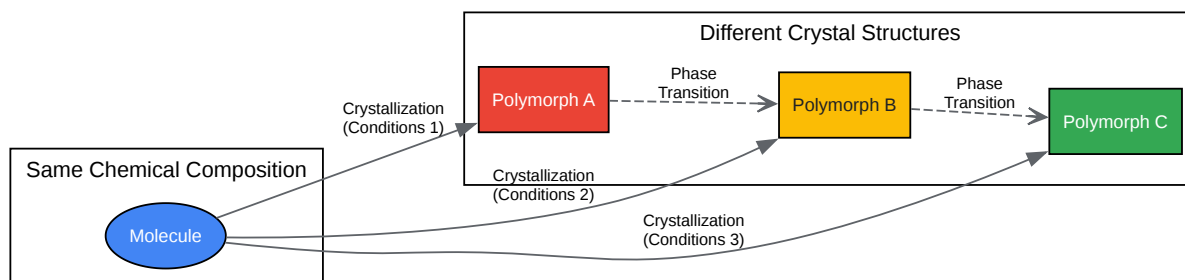 Different Crystal Structures
Phase
Transition
Polymorph A
Phase
Transition
Polymorph B
Polymorph C
Crystallization
(Conditions 1)
Same Chemical Composition
Crystallization
(Conditions 2)
Molecule
Crystallization
(Conditions 3)